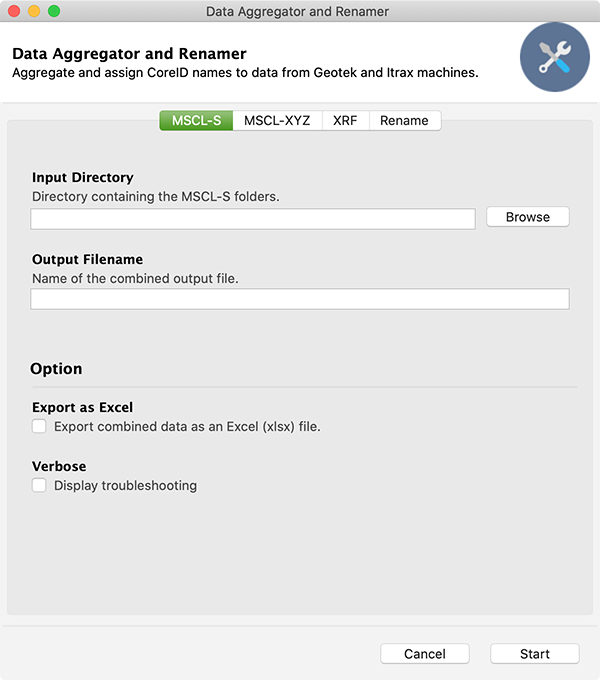 Data Aggregator and Renamer
Data Aggregator and Renamer
Aggregate and assign CoreID names to data from Geotek and Itrax machines.
MSCL-S MSCL-XYZ XRF Rename
Input Directory
Directory containing the MSCL-S folders.
Browse
Output Filename
Name of the combined output file.
Option
Export as Excel
Export combined data as an Excel (xlsx) file.
Verbose
Display troubleshooting
Cancel Start